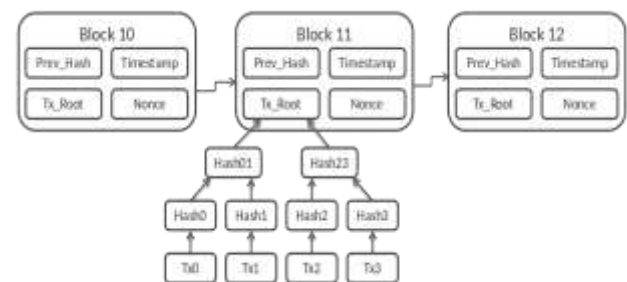 Block 10 Block 11 Block 12
Prev_Hash Timestamp Prev_Hash Timestamp Prev_Hash Timestamp
Tx_Root Nonce Tx_Root Nonce Tx_Root Nonce
Hash01 Hash23
Hash0 Hash1 Hash2 Hash3
Tx0 Tx1 Tx2 Tx3